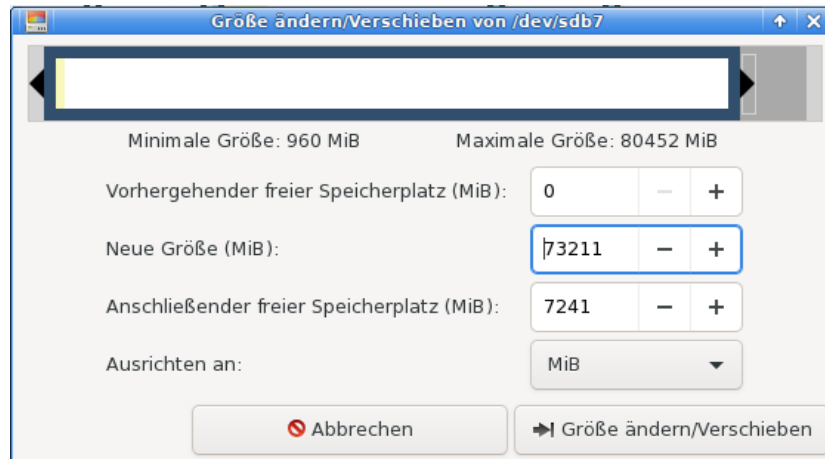 Größe ändern/Verschieben von /dev/sdb7
Minimale Größe: 960 MiB Maximale Größe: 80452 MiB
Vorhergehender freier Speicherplatz (MiB): 0
Neue Größe (MiB): 73211
Anschließender freier Speicherplatz (MiB): 7241
Ausrichten an: MiB
Abbrechen Größe ändern/Verschieben